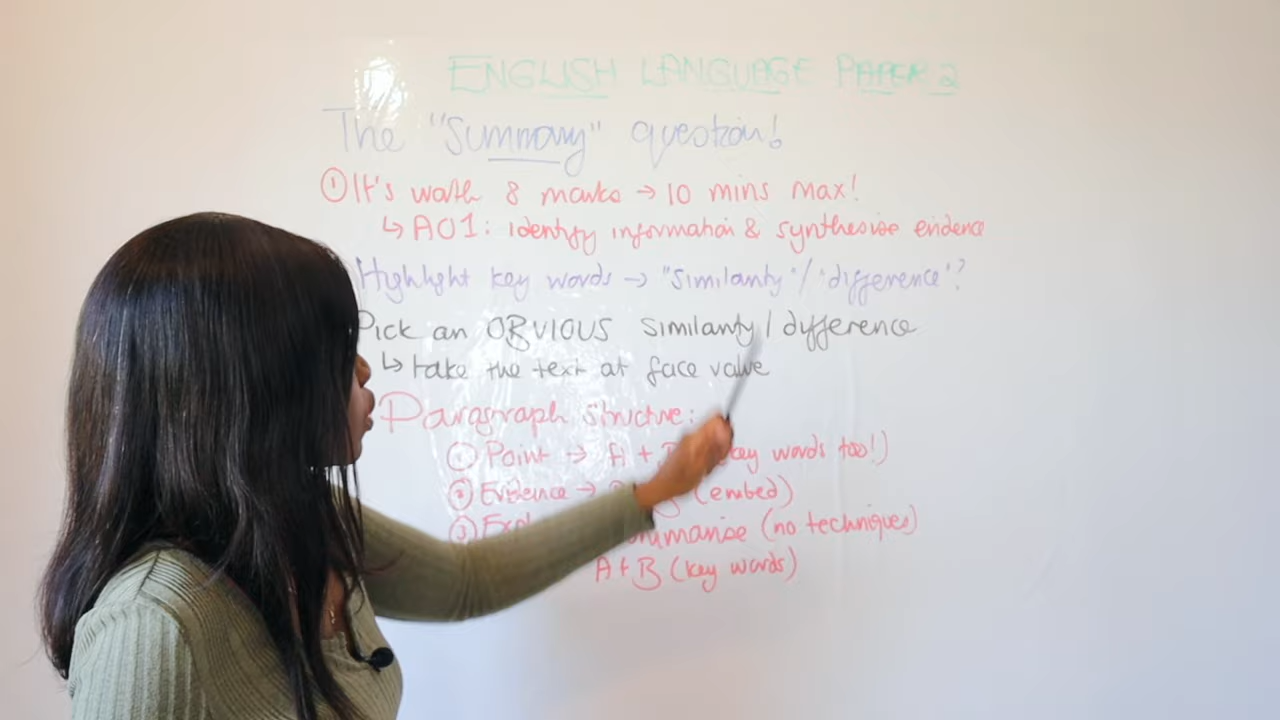 ENGLISH LANGUAGE PAPER 2
The "Summary" question!
① It's worth 8 marks → 10 mins max!
↳ AO1: identify information & synthesise evidence
Highlight key words → "similarity"/"difference"?
Pick an OBVIOUS similarity / difference
↳ take the text at face value
Paragraph structure:
① Point → A + key words too!)
② Evidence → (embed)
③ (no techniques)
A + B (key words)